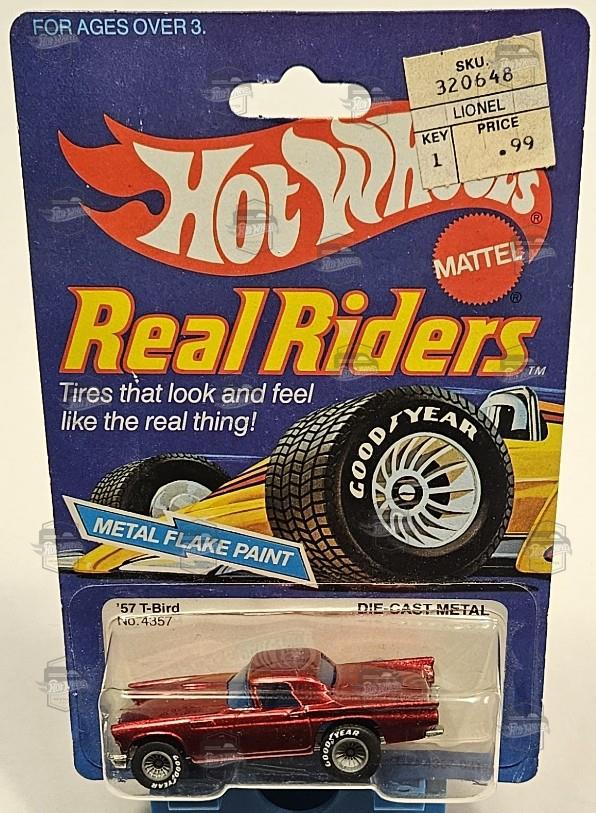 FOR AGES OVER 3.
SKU.
320648
LIONEL
KEY PRICE
1 .99
HOT WHEELS®
MATTEL®
Real Riders™
Tires that look and feel
like the real thing!
GOODYEAR
METAL FLAKE PAINT
'57 T-Bird
No. 4357
DIE-CAST METAL
GOODYEAR
GOODYEAR